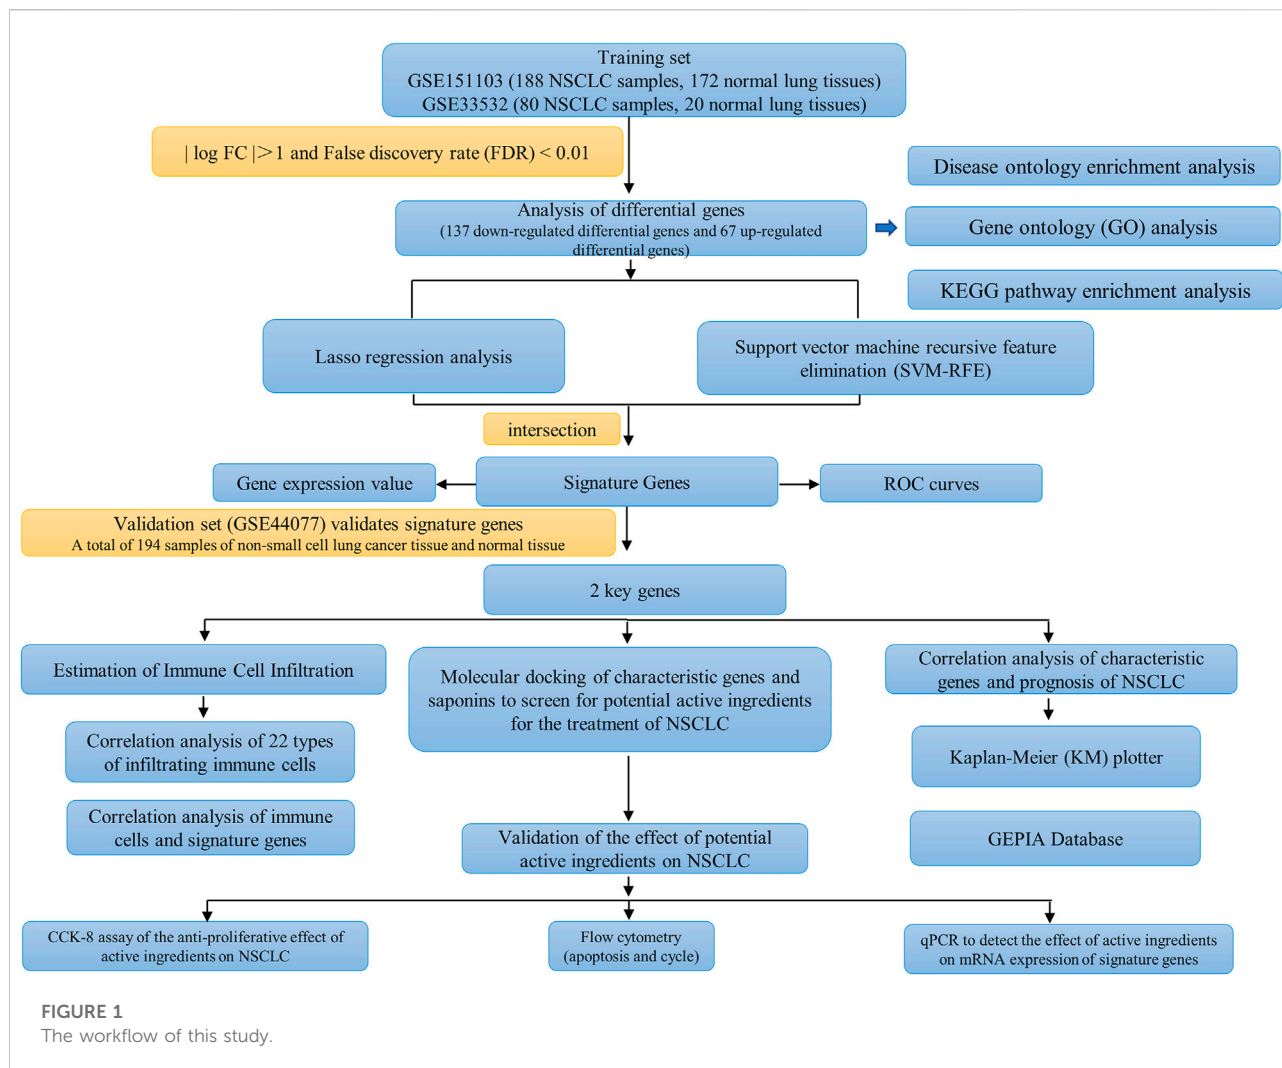 Training set
GSE151103 (188 NSCLC samples, 172 normal lung tissues)
GSE33532 (80 NSCLC samples, 20 normal lung tissues)
| log FC |＞1 and False discovery rate (FDR) < 0.01
Disease ontology enrichment analysis
Analysis of differential genes
(137 down-regulated differential genes and 67 up-regulated
differential genes)
Gene ontology (GO) analysis
KEGG pathway enrichment analysis
Lasso regression analysis
Support vector machine recursive feature
elimination (SVM-RFE)
intersection
Gene expression value
Signature Genes
ROC curves
Validation set (GSE44077) validates signature genes
A total of 194 samples of non-small cell lung cancer tissue and normal tissue
2 key genes
Estimation of Immune Cell Infiltration
Molecular docking of characteristic genes and
saponins to screen for potential active ingredients
for the treatment of NSCLC
Correlation analysis of characteristic
genes and prognosis of NSCLC
Correlation analysis of 22 types
of infiltrating immune cells
Kaplan-Meier (KM) plotter
Correlation analysis of immune
cells and signature genes
Validation of the effect of potential
active ingredients on NSCLC
GEPIA Database
CCK-8 assay of the anti-proliferative effect of
active ingredients on NSCLC
Flow cytometry
(apoptosis and cycle)
qPCR to detect the effect of active ingredients
on mRNA expression of signature genes
FIGURE 1
The workflow of this study.